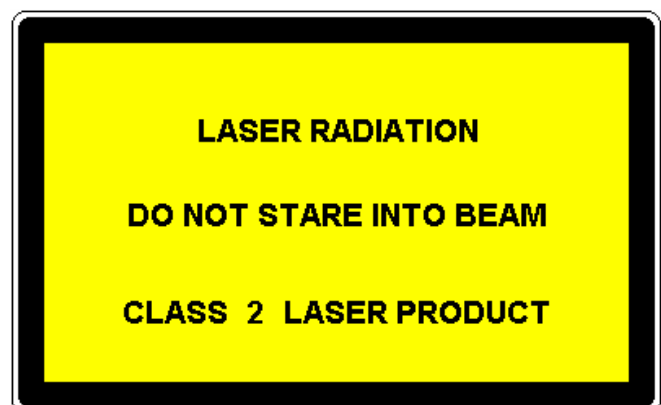 LASER RADIATION
DO NOT STARE INTO BEAM
CLASS 2 LASER PRODUCT